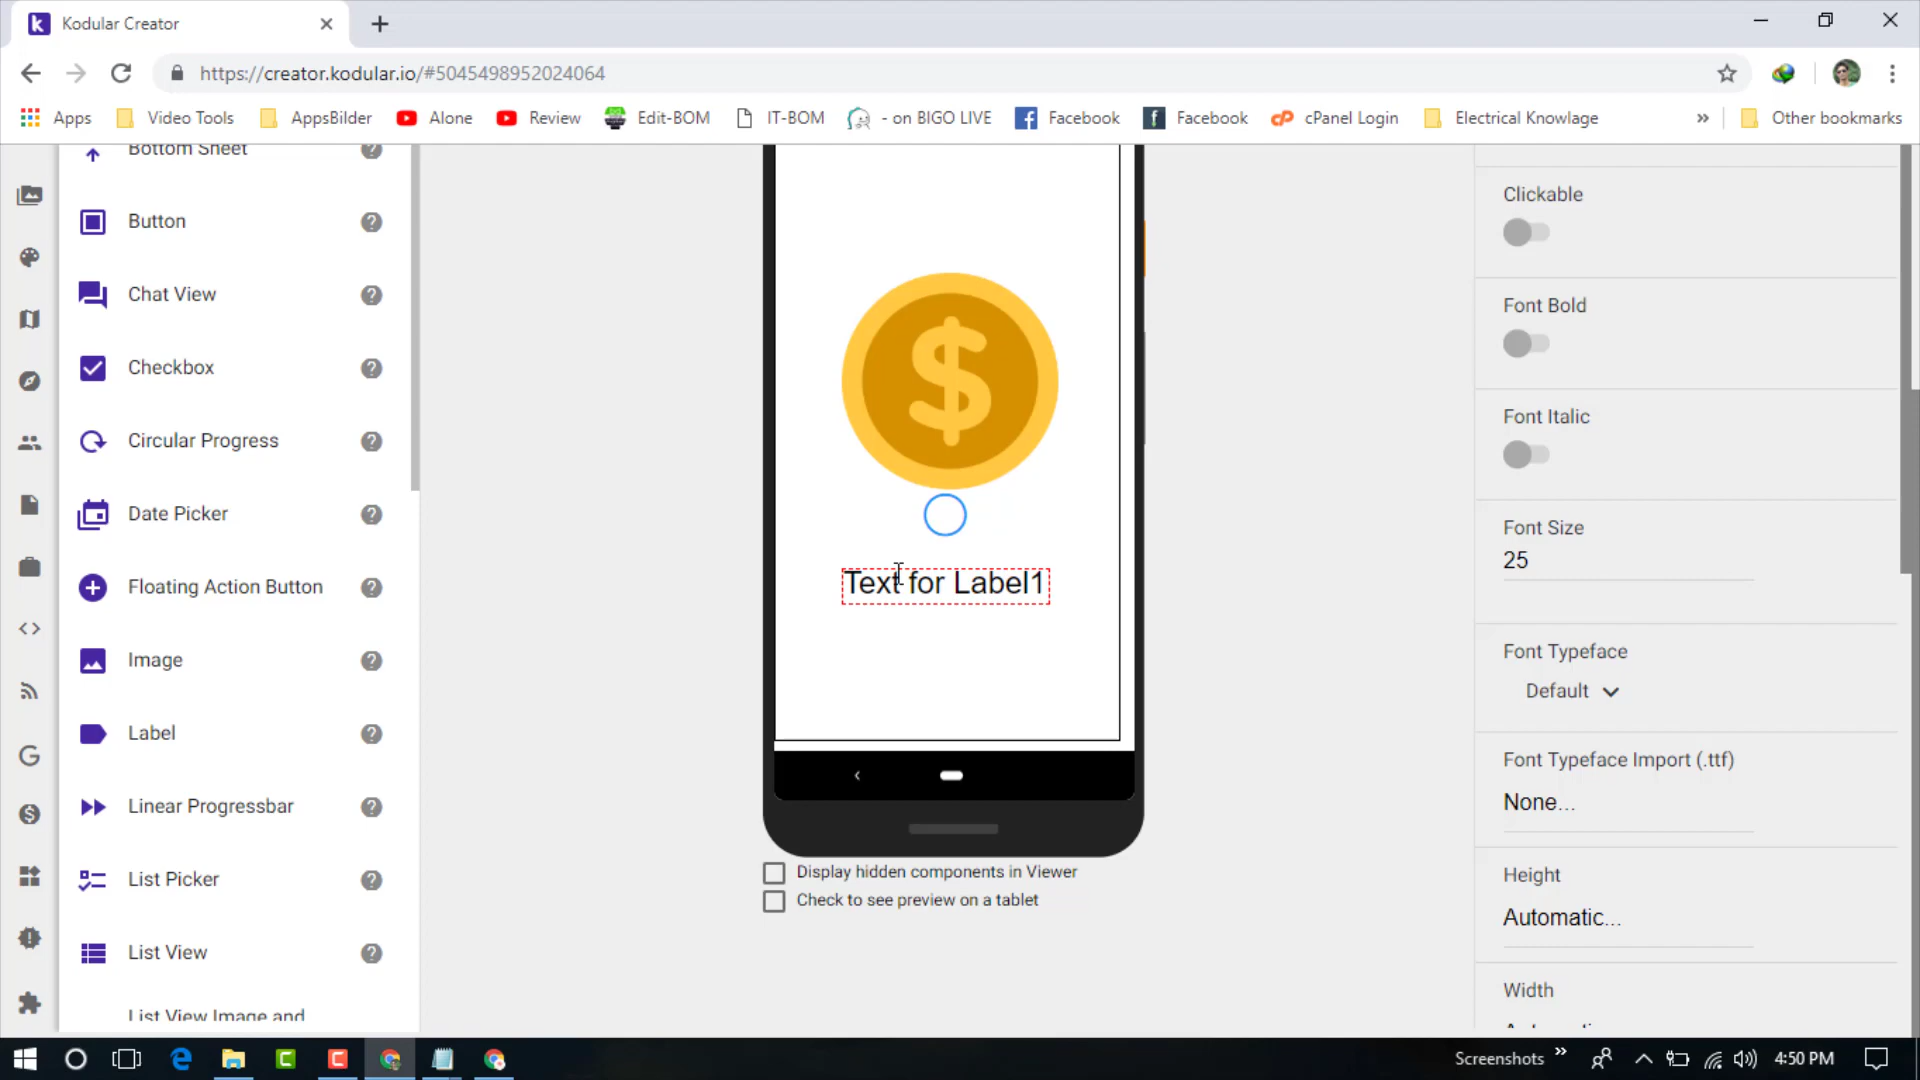 Kodular Creator
https://creator.kodular.io/#5045498952024064
Apps
Video Tools
AppsBilder
Alone
Review
Edit-BOM
IT-BOM
- on BIGO LIVE
Facebook
Facebook
cPanel Login
Electrical Knowlage
»
Other bookmarks
Bottom Sheet
Button
Chat View
Checkbox
Circular Progress
Date Picker
Floating Action Button
Image
Label
Linear Progressbar
List Picker
List View
List View Image and
Text for Label1
Display hidden components in Viewer
Check to see preview on a tablet
Clickable
Font Bold
Font Italic
Font Size
25
Font Typeface
Default
Font Typeface Import (.ttf)
None...
Height
Automatic...
Width
Screenshots
»
4:50 PM